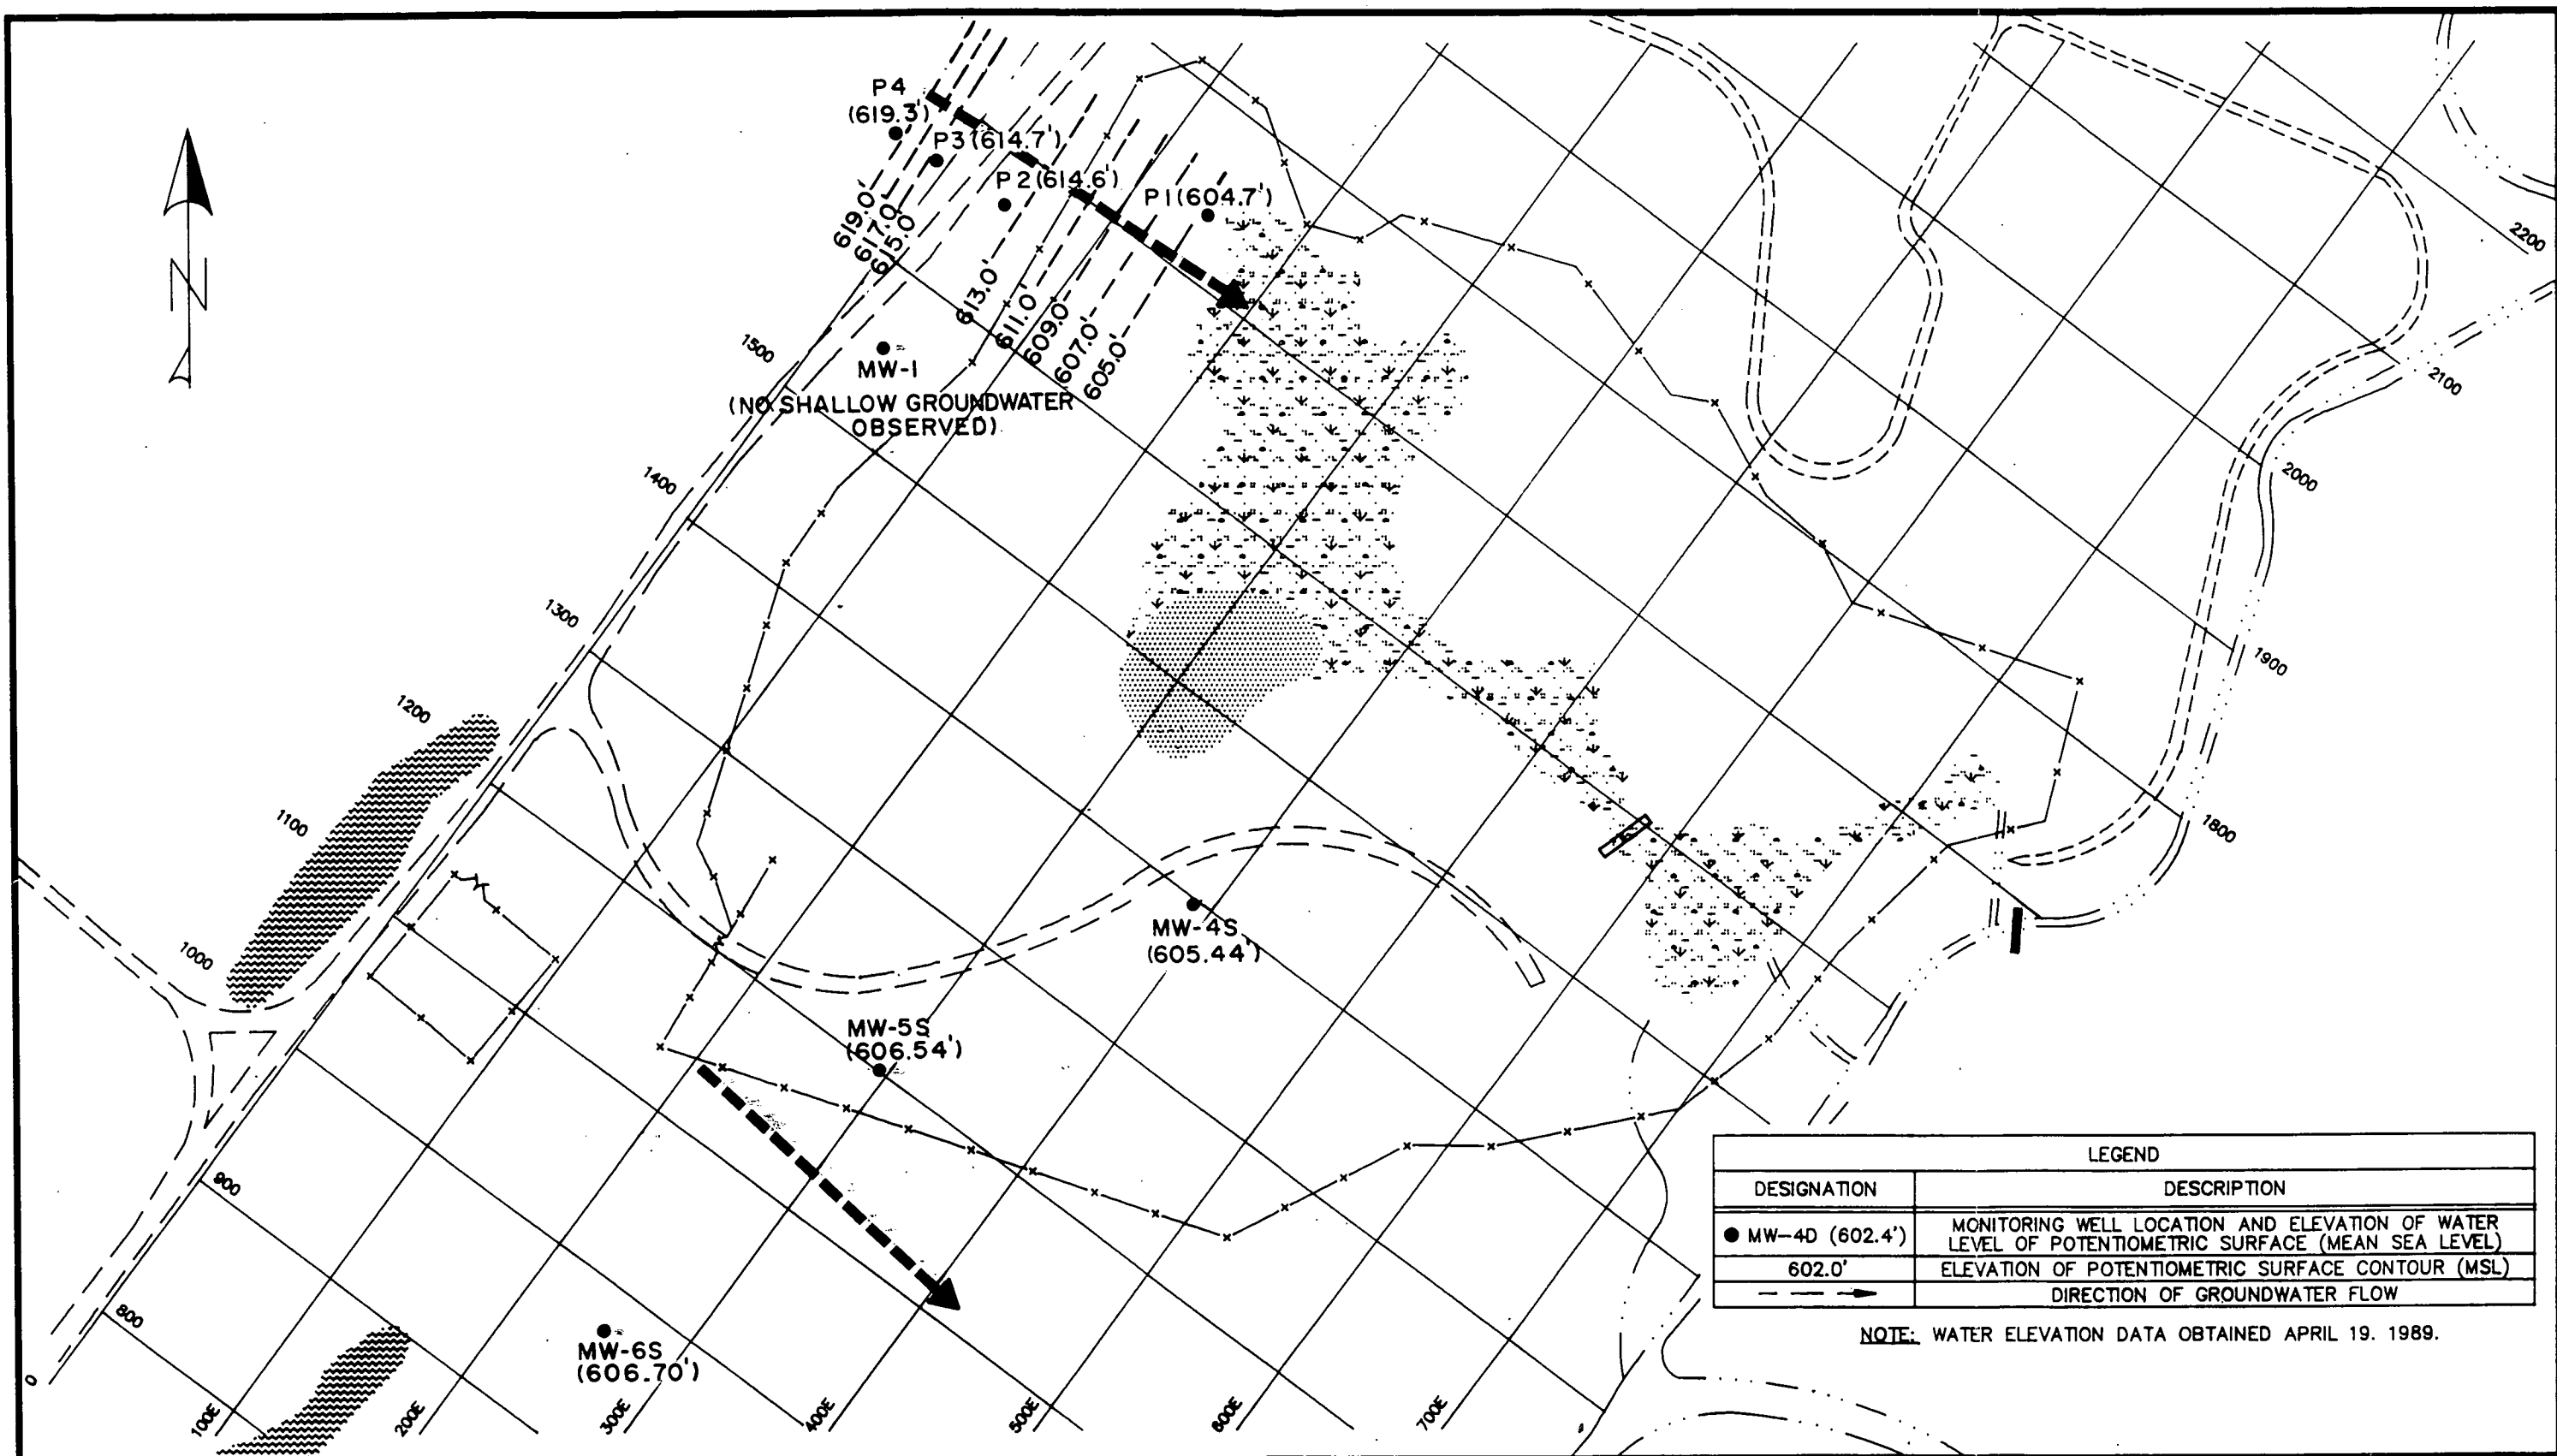 P4
(619.3')
P3(614.7')
P2(614.6')
P1(604.7')
619.0'
617.0'
615.0
613.0'
611.0'
609.0'
607.0'
605.0'
N
MW-1
(NO SHALLOW GROUNDWATER
OBSERVED)
2200
2100
2000
1900
1800
1500
1400
1300
1200
1100
1000
900
800
0
MW-4S
(605.44')
MW-5S
(606.54')
MW-6S
(606.70')
100E
200E
300E
400E
500E
600E
700E
LEGEND
DESIGNATION DESCRIPTION
MW-4D (602.4') MONITORING WELL LOCATION AND ELEVATION OF WATER
LEVEL OF POTENTIOMETRIC SURFACE (MEAN SEA LEVEL)
602.0' ELEVATION OF POTENTIOMETRIC SURFACE CONTOUR (MSL)
DIRECTION OF GROUNDWATER FLOW
NOTE: WATER ELEVATION DATA OBTAINED APRIL 19. 1989.